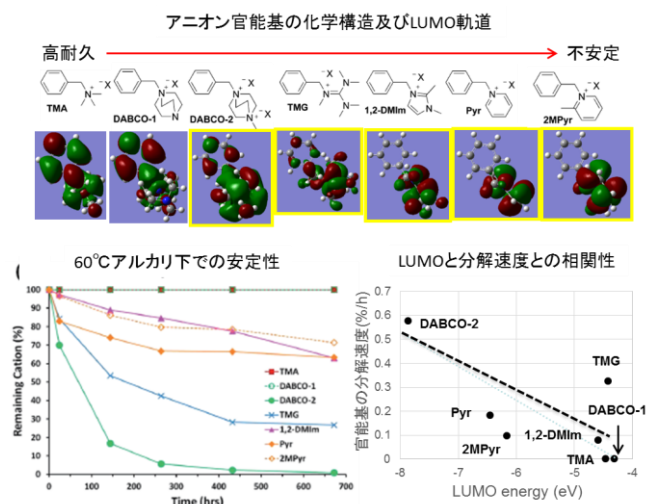 アニオン官能基の化学構造及びLUMO軌道
高耐久 不安定
TMA DABCO-1 DABCO-2 TMG 1,2-DMIm Pyr 2MPyr
60℃アルカリ下での安定性
Remaining Cation (%)
100
90
80
70
60
50
40
30
20
10
0
TMA
DABCO-1
DABCO-2
TMG
1,2-DMIm
Pyr
2MPyr
0 100 200 300 400 500 600 700
Time (hrs)
LUMOと分解速度との相関性
官能基の分解速度(%/h)
0.7
0.6
0.5
0.4
0.3
0.2
0.1
0
DABCO-2
TMG
DABCO-1
Pyr
2MPyr
1,2-DMIm
TMA
-8 -7 -6 -5 -4
LUMO energy (eV)